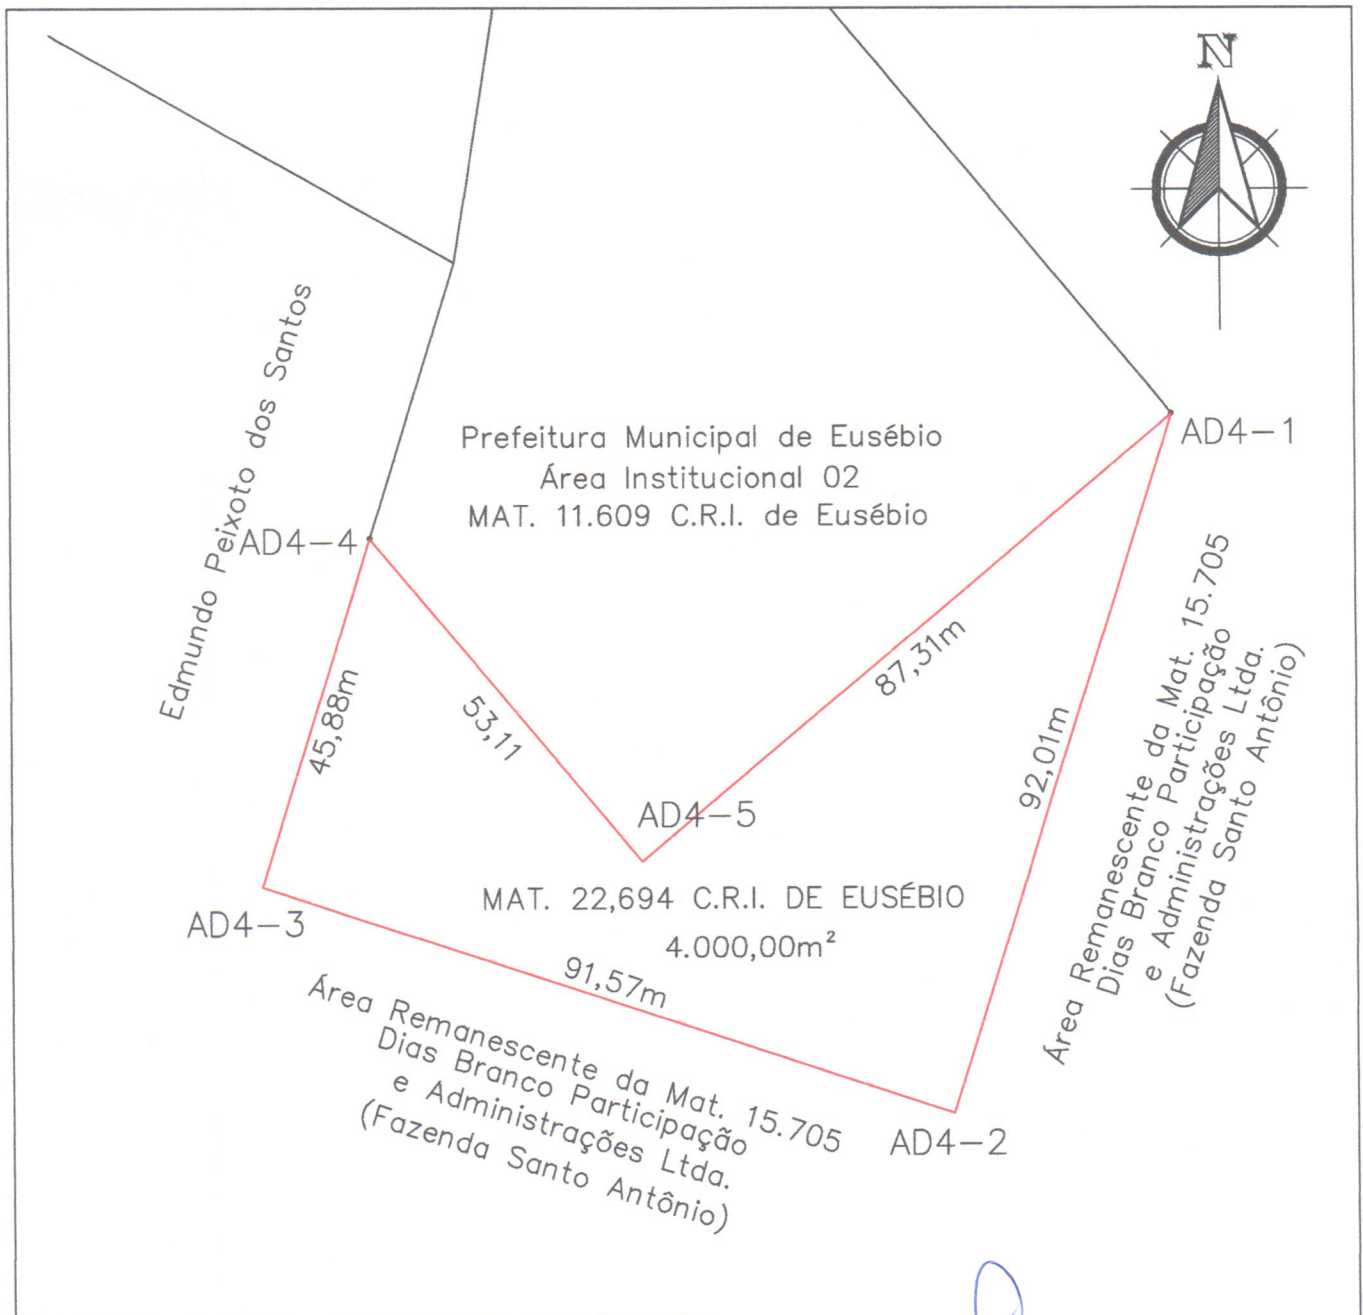 N
Prefeitura Municipal de Eusébio
Área Institucional 02
MAT. 11.609 C.R.I. de Eusébio
AD4-1
Edmundo Peixoto dos Santos
AD4-4
45,88m
53,11
87,31m
92,01m
Área Remanescente da Mat. 15.705
Dias Branco Participação
e Administrações Ltda.
(Fazenda Santo Antônio)
AD4-5
MAT. 22,694 C.R.I. DE EUSÉBIO
4.000,00m²
AD4-3
91,57m
Área Remanescente da Mat. 15.705
Dias Branco Participação
e Administrações Ltda.
(Fazenda Santo Antônio)
AD4-2